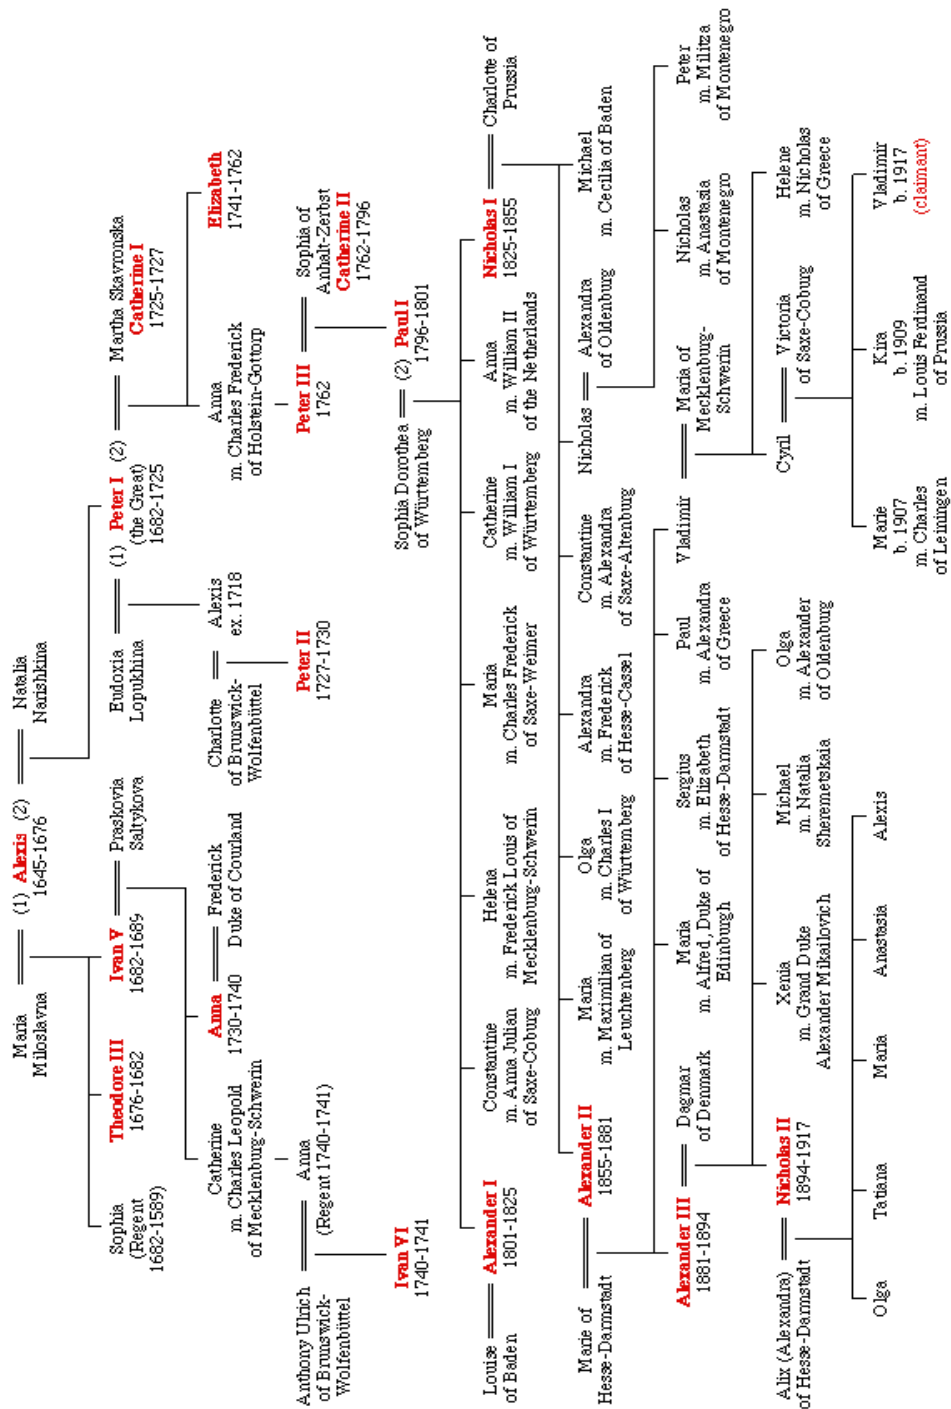 Maria
Miloslavna
(1) Alexis (2)
1645-1676
Natalia
Narishkina
Sophia
(Regent
1682-1589)
Theodore III
1676-1682
Ivan V
1682-1689
Praskovia
Saltykova
Eudoxia
Lopukhina
(1) Peter I (2)
(the Great)
1682-1725
Martha Skavronska
Catherine I
1725-1727
Catherine
m. Charles Leopold
of Mecklenburg-Schwerin
Anna
1730-1740
Frederick
Duke of Courland
Charlotte
of Brunswick-
Wolfenbüttel
Alexis
ex. 1718
Anna
m. Charles Frederick
of Holstein-Gottorp
Elizabeth
1741-1762
Anthony Ulrich
of Brunswick-
Wolfenbüttel
Anna
(Regent 1740-1741)
Peter II
1727-1730
Peter III
1762
Sophia of
Anhalt-Zerbst
Catherine II
1762-1796
Ivan VI
1740-1741
Sophia Dorothea
of Württemberg
(2) Paul I
1796-1801
Louise
of Baden
Alexander I
1801-1825
Constantine
m. Anna Julian
of Saxe-Coburg
Helena
m. Frederick Louis of
Mecklenburg-Schwerin
Maria
m. Charles Frederick
of Saxe-Weimer
Catherine
m. Willam I
of Württemberg
Anna
m. William II
of the Netherlands
Nicholas I
1825-1855
Charlotte of
Prussia
Marie of
Hesse-Darmstadt
Alexander II
1855-1881
Maria
m. Maximilian of
Leuchtenberg
Olga
m. Charles I
of Württemberg
Alexandra
m. Frederick
of Hesse-Cassel
Constantine
m. Alexandra
of Saxe-Altenburg
Nicholas
Alexandra
of Oldenburg
Michael
m. Cecilia of Baden
Alexander III
1881-1894
Dagmar
of Denmark
Maria
m. Alfred, Duke of
Edinburgh
Sergius
m. Elizabeth
of Hesse-Darmstadt
Paul
m. Alexandra
of Greece
Vladimir
Maria of
Mecklenburg-
Schwerin
Nicholas
m. Anastasia
of Montenegro
Peter
m. Militza
of Montenegro
Alix (Alexandra)
of Hesse-Darmstadt
Nicholas II
1894-1917
Xenia
m. Grand Duke
Alexander Mikailovich
Michael
m. Natalia
Sheremetskaia
Olga
m. Alexander
of Oldenburg
Cyril
Victoria
of Saxe-Coburg
Helene
m. Nicholas
of Greece
Olga
Tatiana
Maria
Anastasia
Alexis
Marie
b. 1907
m. Charles
of Leiningen
Kira
b. 1909
m. Louis Ferdinand
of Prussia
Vladimir
b. 1917
(claimant)